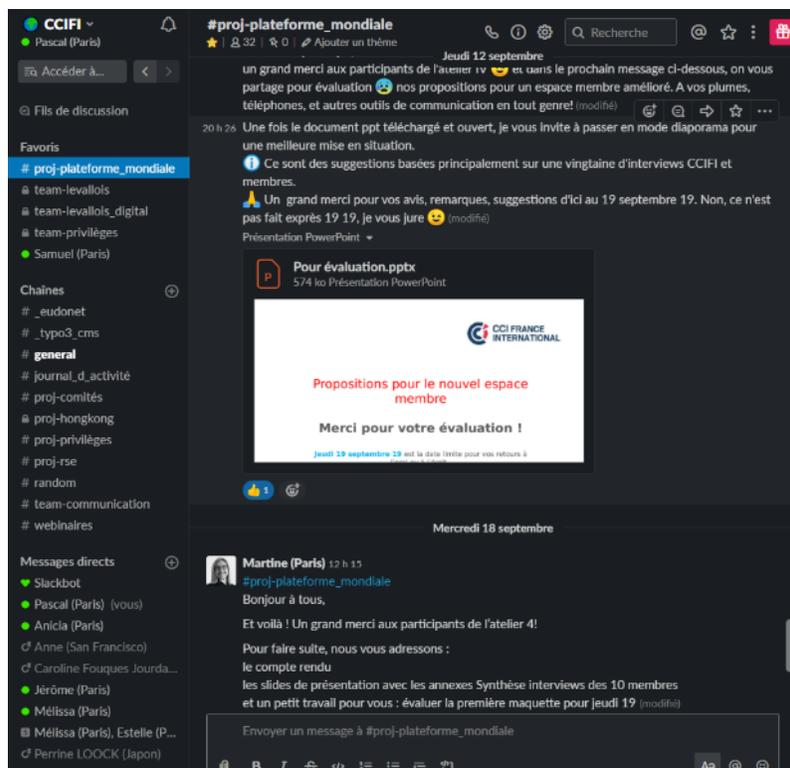 CCIFI
Pascal (Paris)
Accéder à...
Fils de discussion
Favoris
# proj-plateforme_mondiale
team-levallois
team-levallois_digital
team-privilèges
Samuel (Paris)
Chaînes
# _eudonet
# _typo3_cms
# general
# journal_d_activité
# proj-comités
proj-hongkong
# proj-privilèges
# proj-rse
# random
# team-communication
# webinaires
Messages directs
Slackbot
Pascal (Paris) (vous)
Anicia (Paris)
Anne (San Francisco)
Caroline Fouques Jourda...
Jérôme (Paris)
Mélissa (Paris)
Mélissa (Paris), Estelle (P...
Perrine LOOCK (Japon)
#proj-plateforme_mondiale
32 | 0 | Ajouter un thème
Recherche
Jeudi 12 septembre
un grand merci aux participants de l'atelier IV 😉 et dans le prochain message ci-dessous, on vous
partage pour évaluation 😰 nos propositions pour un espace membre amélioré. A vos plumes,
téléphones, et autres outils de communication en tout genre! (modifié)
20 h 26 Une fois le document ppt téléchargé et ouvert, je vous invite à passer en mode diaporama pour
une meilleure mise en situation.
ℹ️ Ce sont des suggestions basées principalement sur une vingtaine d'interviews CCIFI et
membres.
🙏 Un grand merci pour vos avis, remarques, suggestions d'ici au 19 septembre 19. Non, ce n'est
pas fait exprès 19 19, je vous jure 😉 (modifié)
Présentation PowerPoint
Pour évaluation.pptx
574 ko Présentation PowerPoint
CCI FRANCE
INTERNATIONAL
Propositions pour le nouvel espace
membre
Merci pour votre évaluation !
Jeudi 19 septembre 19 est la date limite pour vos retours à
👍 1
Mercredi 18 septembre
Martine (Paris) 12 h 15
#proj-plateforme_mondiale
Bonjour à tous,
Et voilà ! Un grand merci aux participants de l'atelier 4!
Pour faire suite, nous vous adressons :
le compte rendu
les slides de présentation avec les annexes Synthèse interviews des 10 membres
et un petit travail pour vous : évaluer la première maquette pour jeudi 19 (modifié)
Envoyer un message à #proj-plateforme_mondiale
B I S
Aa @